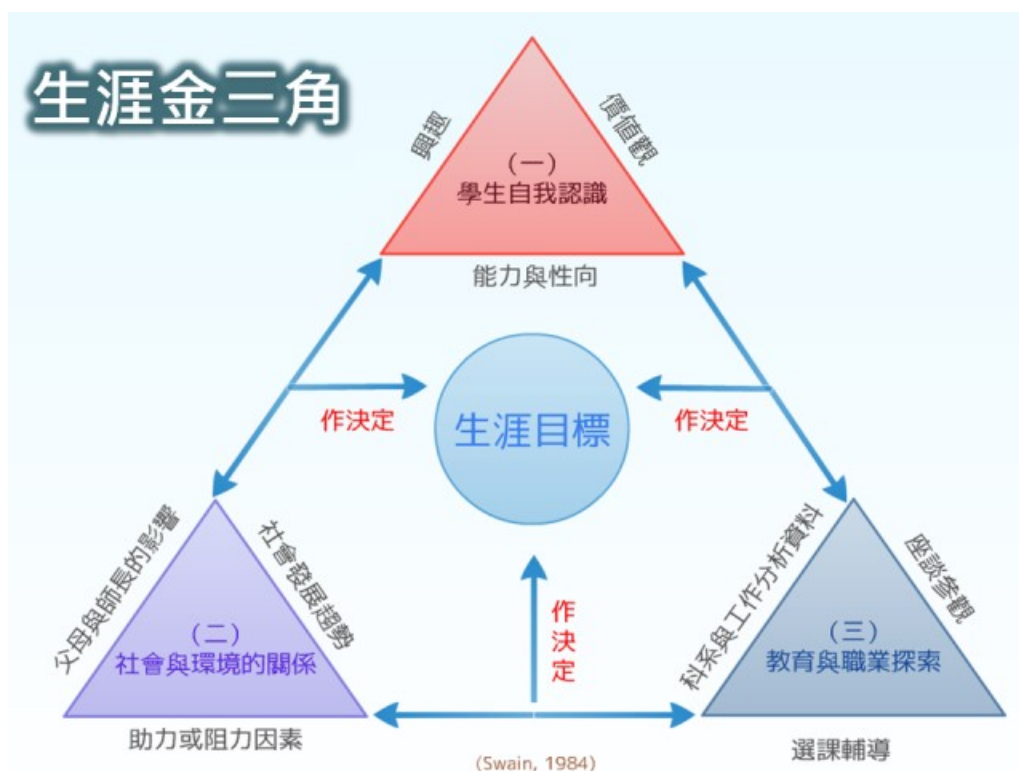 生涯金三角
興趣
價值觀
（一）
學生自我認識
能力與性向
作決定
生涯目標
作決定
父母與師長的影響
社會發展趨勢
（二）
社會與環境的關係
助力或阻力因素
作決定
科系與工作分析資料
座談參觀
（三）
教育與職業探索
選課輔導
(Swain, 1984)